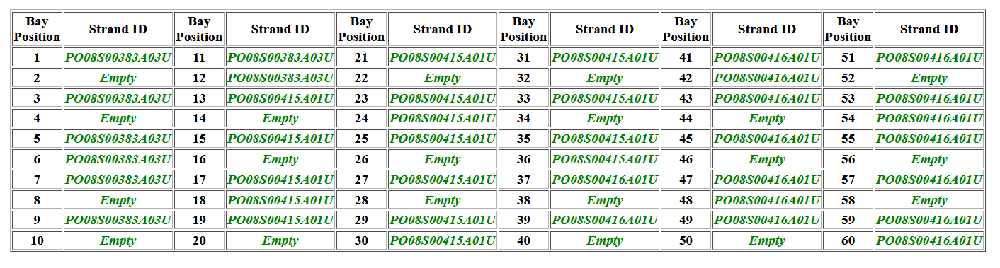 Bay Position Strand ID Bay Position Strand ID Bay Position Strand ID Bay Position Strand ID Bay Position Strand ID Bay Position Strand ID
1 PO08S00383A03U 11 PO08S00383A03U 21 PO08S00415A01U 31 PO08S00415A01U 41 PO08S00416A01U 51 PO08S00416A01U
2 Empty 12 PO08S00383A03U 22 Empty 32 Empty 42 PO08S00416A01U 52 Empty
3 PO08S00383A03U 13 PO08S00415A01U 23 PO08S00415A01U 33 PO08S00415A01U 43 PO08S00416A01U 53 PO08S00416A01U
4 Empty 14 Empty 24 PO08S00415A01U 34 Empty 44 Empty 54 PO08S00416A01U
5 PO08S00383A03U 15 PO08S00415A01U 25 PO08S00415A01U 35 PO08S00415A01U 45 PO08S00416A01U 55 PO08S00416A01U
6 PO08S00383A03U 16 Empty 26 Empty 36 PO08S00415A01U 46 Empty 56 Empty
7 PO08S00383A03U 17 PO08S00415A01U 27 PO08S00415A01U 37 PO08S00416A01U 47 PO08S00416A01U 57 PO08S00416A01U
8 Empty 18 PO08S00415A01U 28 Empty 38 Empty 48 PO08S00416A01U 58 Empty
9 PO08S00383A03U 19 PO08S00415A01U 29 PO08S00415A01U 39 PO08S00416A01U 49 PO08S00416A01U 59 PO08S00416A01U
10 Empty 20 Empty 30 PO08S00415A01U 40 Empty 50 Empty 60 PO08S00416A01U